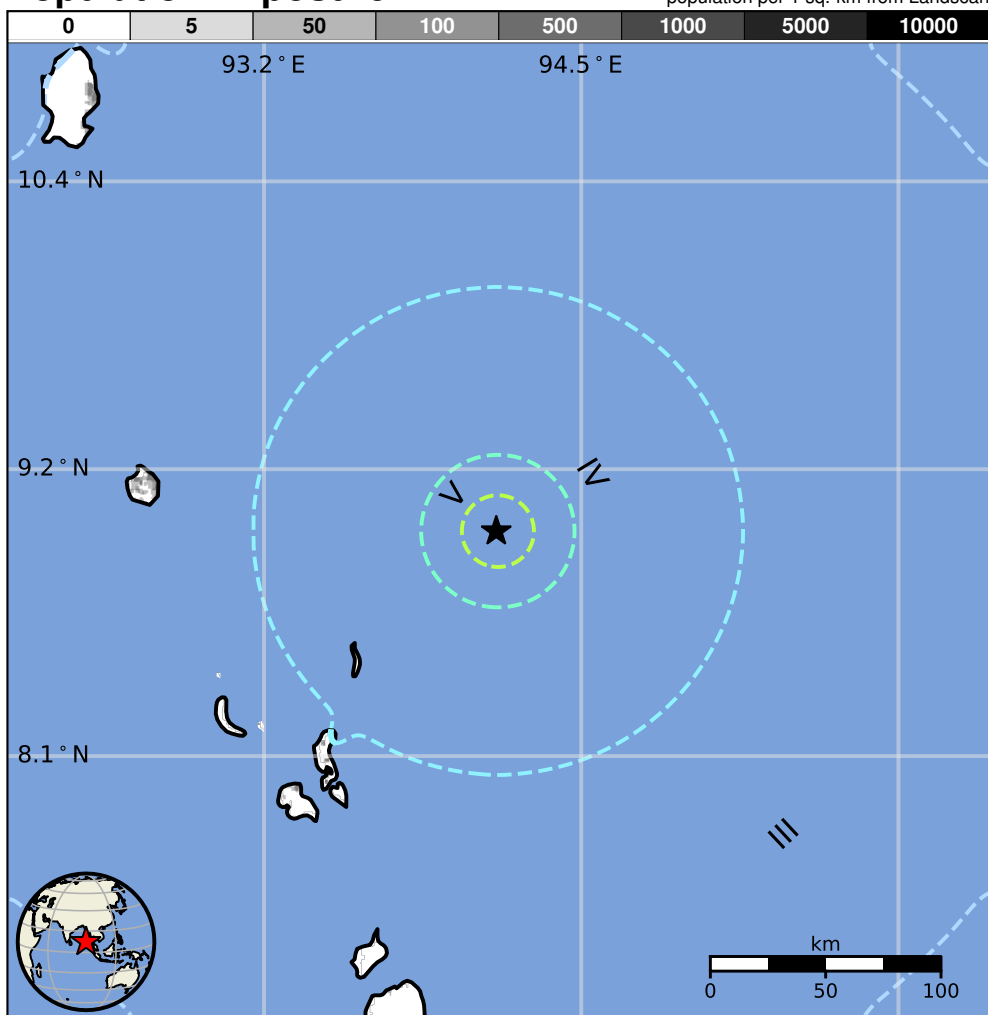 population per 1 sq. km from Landscan
0 5 50 100 500 1000 5000 10000
93.2°E 94.5°E
10.4°N
9.2°N
IV
V
8.1°N
III
km
0 50 100